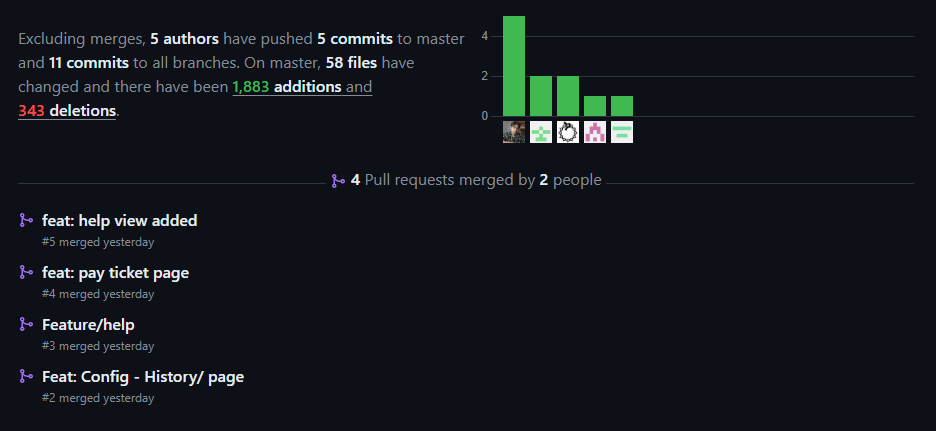 Excluding merges, 5 authors have pushed 5 commits to master
and 11 commits to all branches. On master, 58 files have
changed and there have been 1,883 additions and
343 deletions.
4
2
0
4 Pull requests merged by 2 people
feat: help view added
#5 merged yesterday
feat: pay ticket page
#4 merged yesterday
Feature/help
#3 merged yesterday
Feat: Config - History/ page
#2 merged yesterday